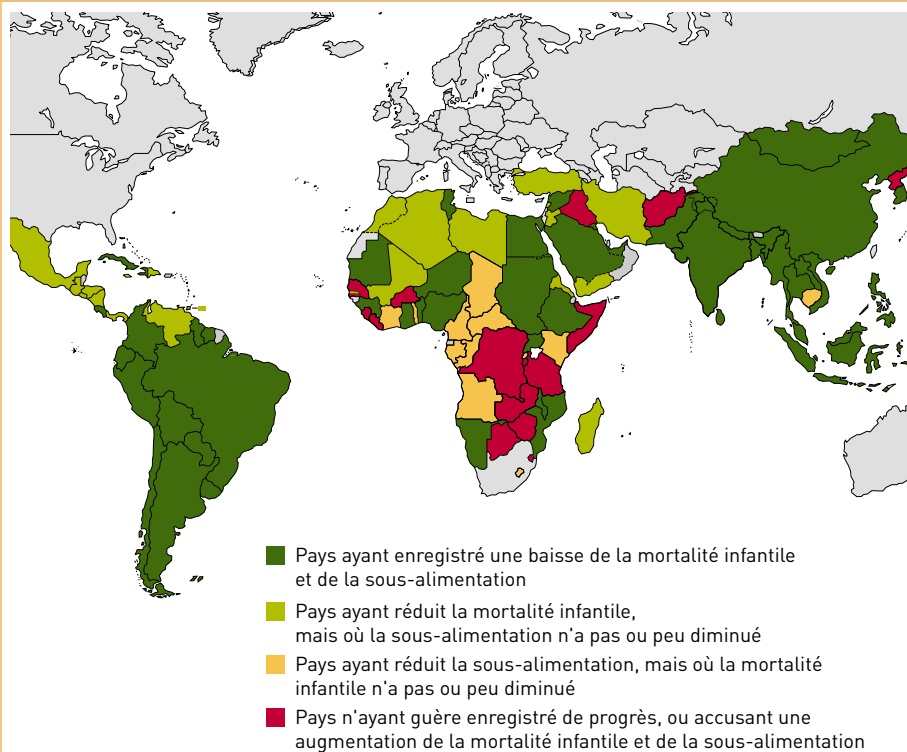 Pays ayant enregistré une baisse de la mortalité infantile
et de la sous-alimentation
Pays ayant réduit la mortalité infantile,
mais où la sous-alimentation n'a pas ou peu diminué
Pays ayant réduit la sous-alimentation, mais où la mortalité
infantile n'a pas ou peu diminué
Pays n'ayant guère enregistré de progrès, ou accusant une
augmentation de la mortalité infantile et de la sous-alimentation